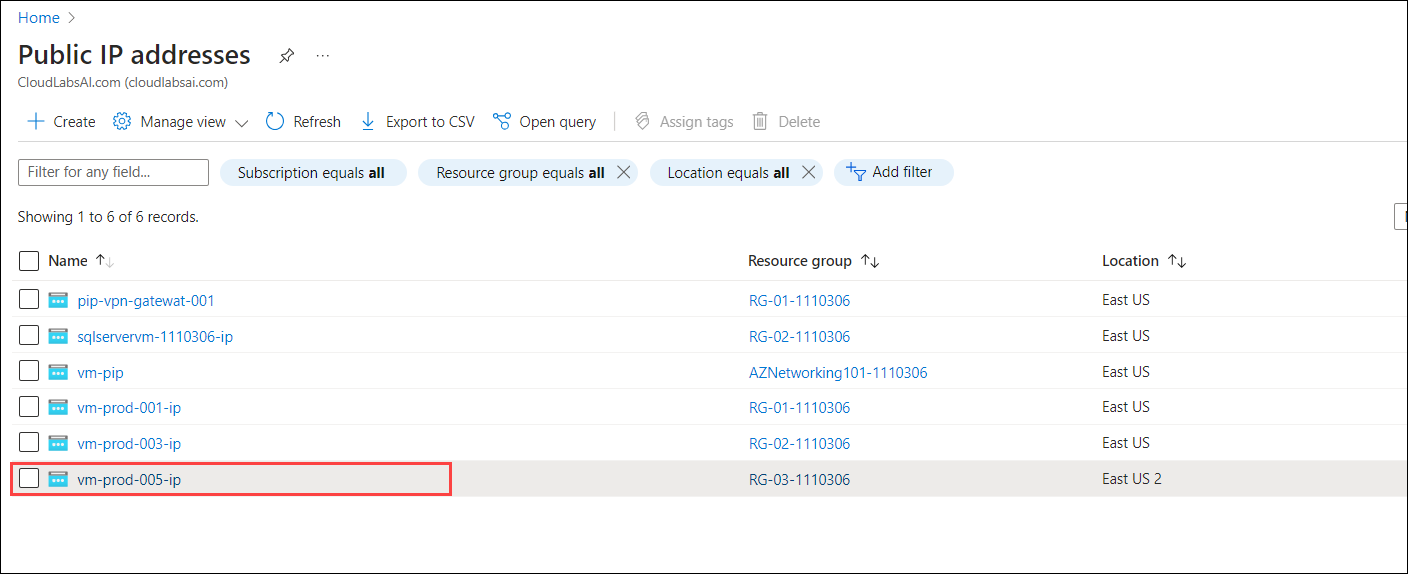 Home
Public IP addresses
CloudLabsAI.com (cloudlabsai.com)
Create Manage view Refresh Export to CSV Open query Assign tags Delete
Filter for any field... Subscription equals all Resource group equals all Location equals all Add filter
Showing 1 to 6 of 6 records.
Name Resource group Location
pip-vpn-gatewat-001 RG-01-1110306 East US
sqlservervm-1110306-ip RG-02-1110306 East US
vm-pip AZNetworking101-1110306 East US
vm-prod-001-ip RG-01-1110306 East US
vm-prod-003-ip RG-02-1110306 East US
vm-prod-005-ip RG-03-1110306 East US 2